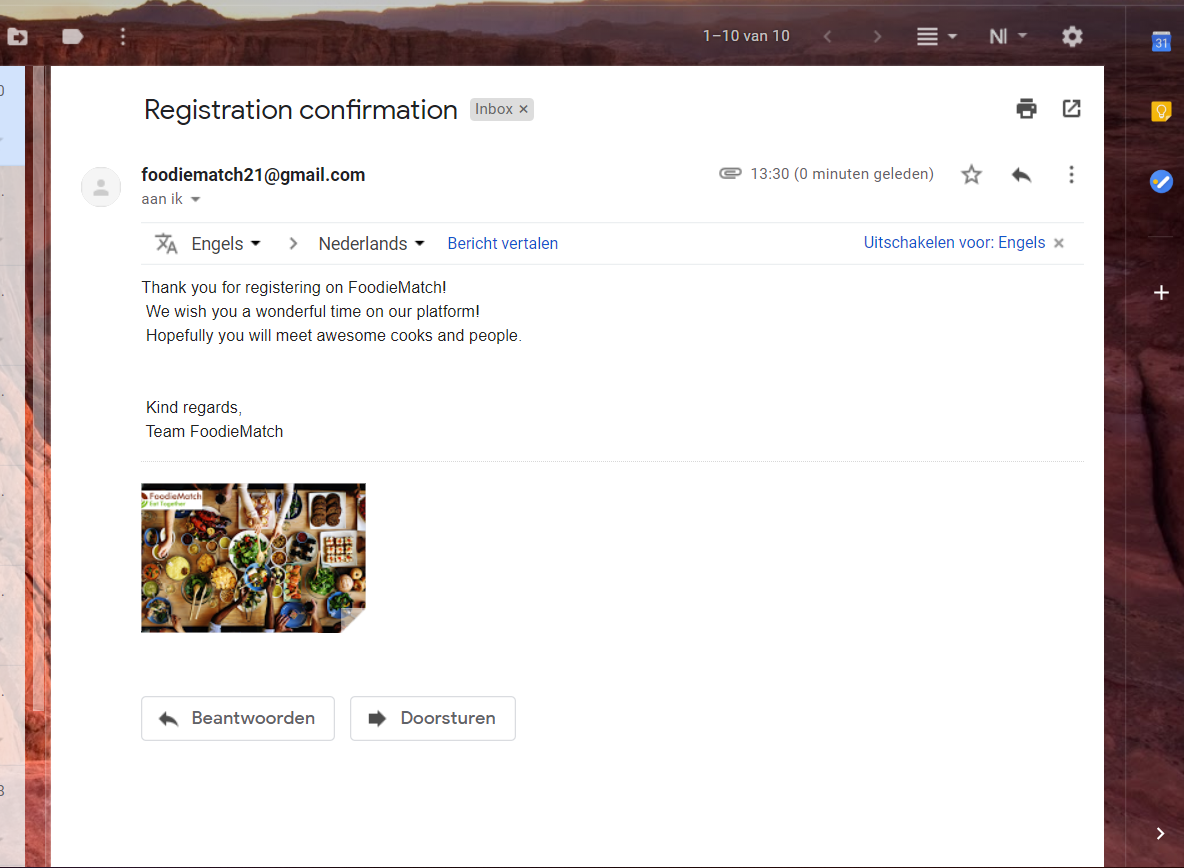 1–10 van 10
Nl
31
Registration confirmation Inbox ×
foodiematch21@gmail.com
13:30 (0 minuten geleden)
aan ik
Engels > Nederlands Bericht vertalen
Uitschakelen voor: Engels ×
Thank you for registering on FoodieMatch!
We wish you a wonderful time on our platform!
Hopefully you will meet awesome cooks and people.
Kind regards,
Team FoodieMatch
FoodieMatch
Eat Together
Beantwoorden
Doorsturen